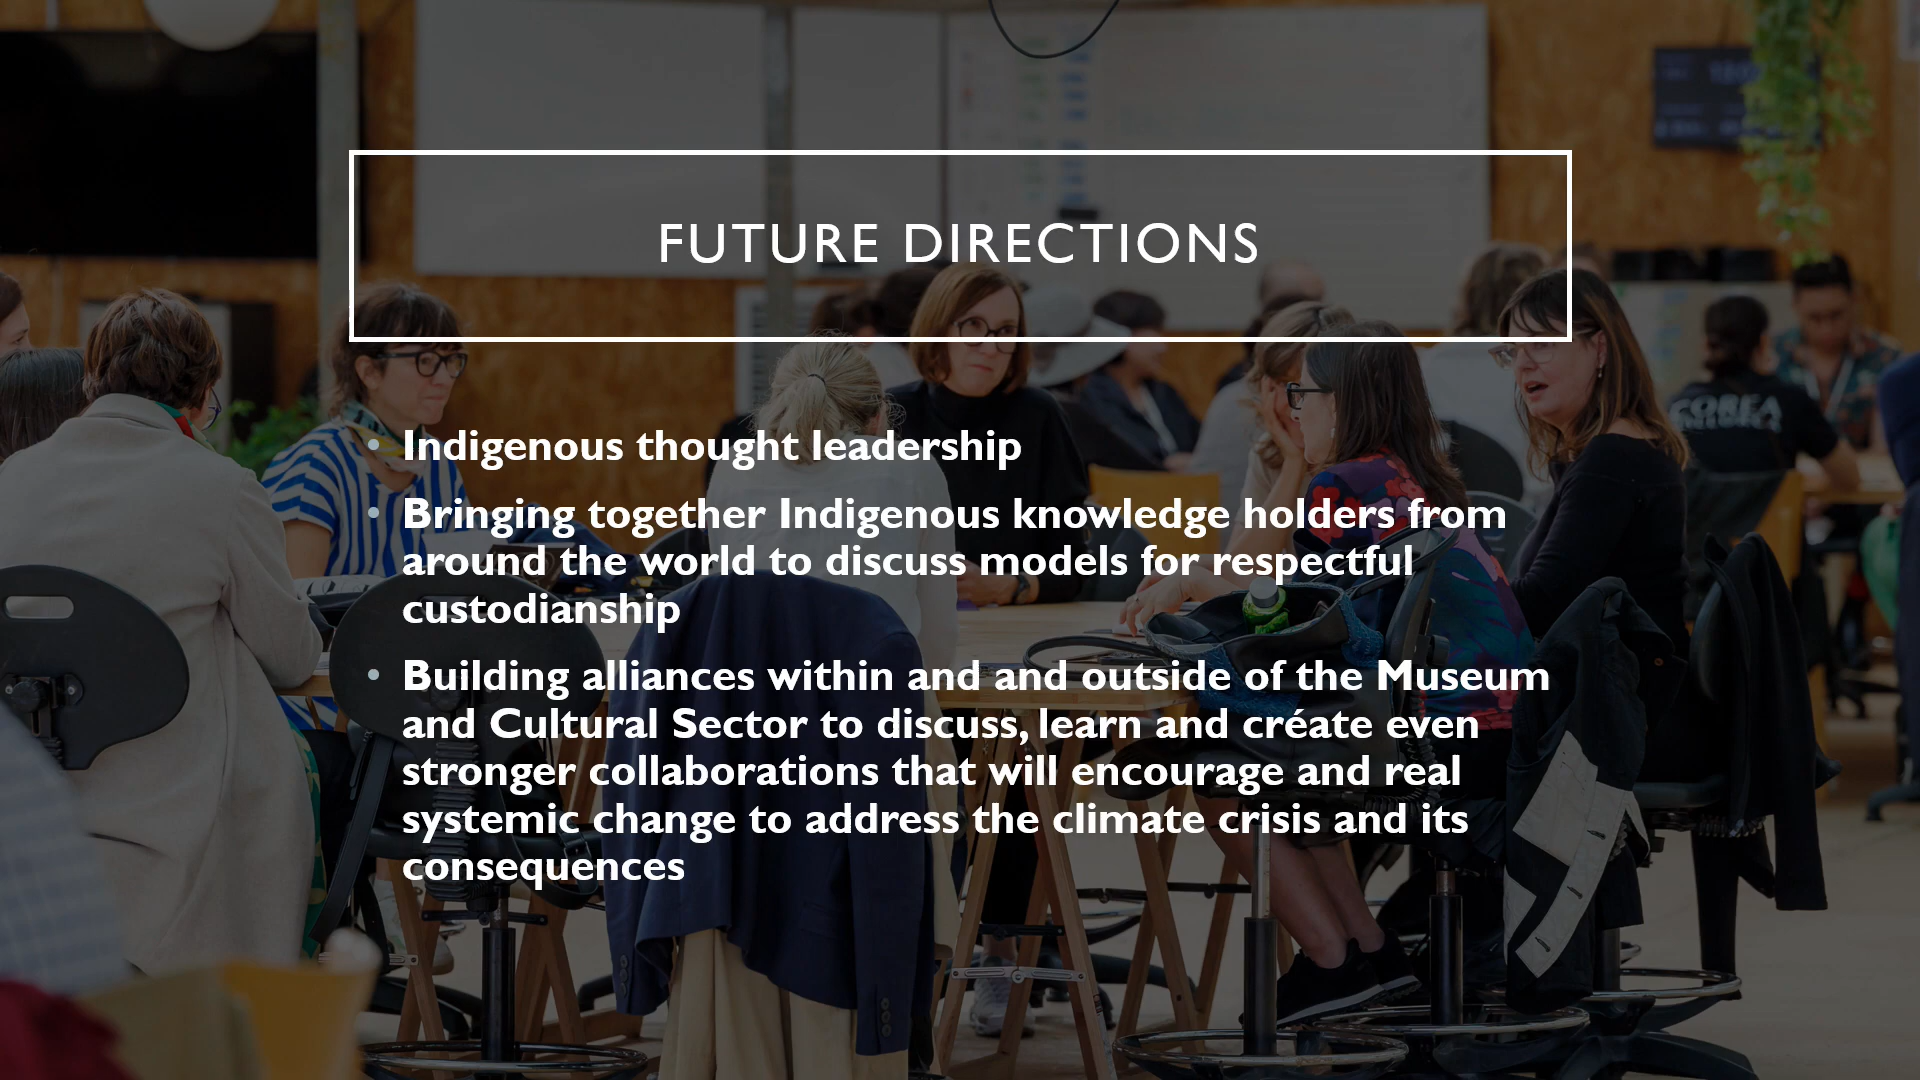 FUTURE DIRECTIONS
• Indigenous thought leadership
• Bringing together Indigenous knowledge holders from
around the world to discuss models for respectful
custodianship
• Building alliances within and and outside of the Museum
and Cultural Sector to discuss, learn and créate even
stronger collaborations that will encourage and real
systemic change to address the climate crisis and its
consequences